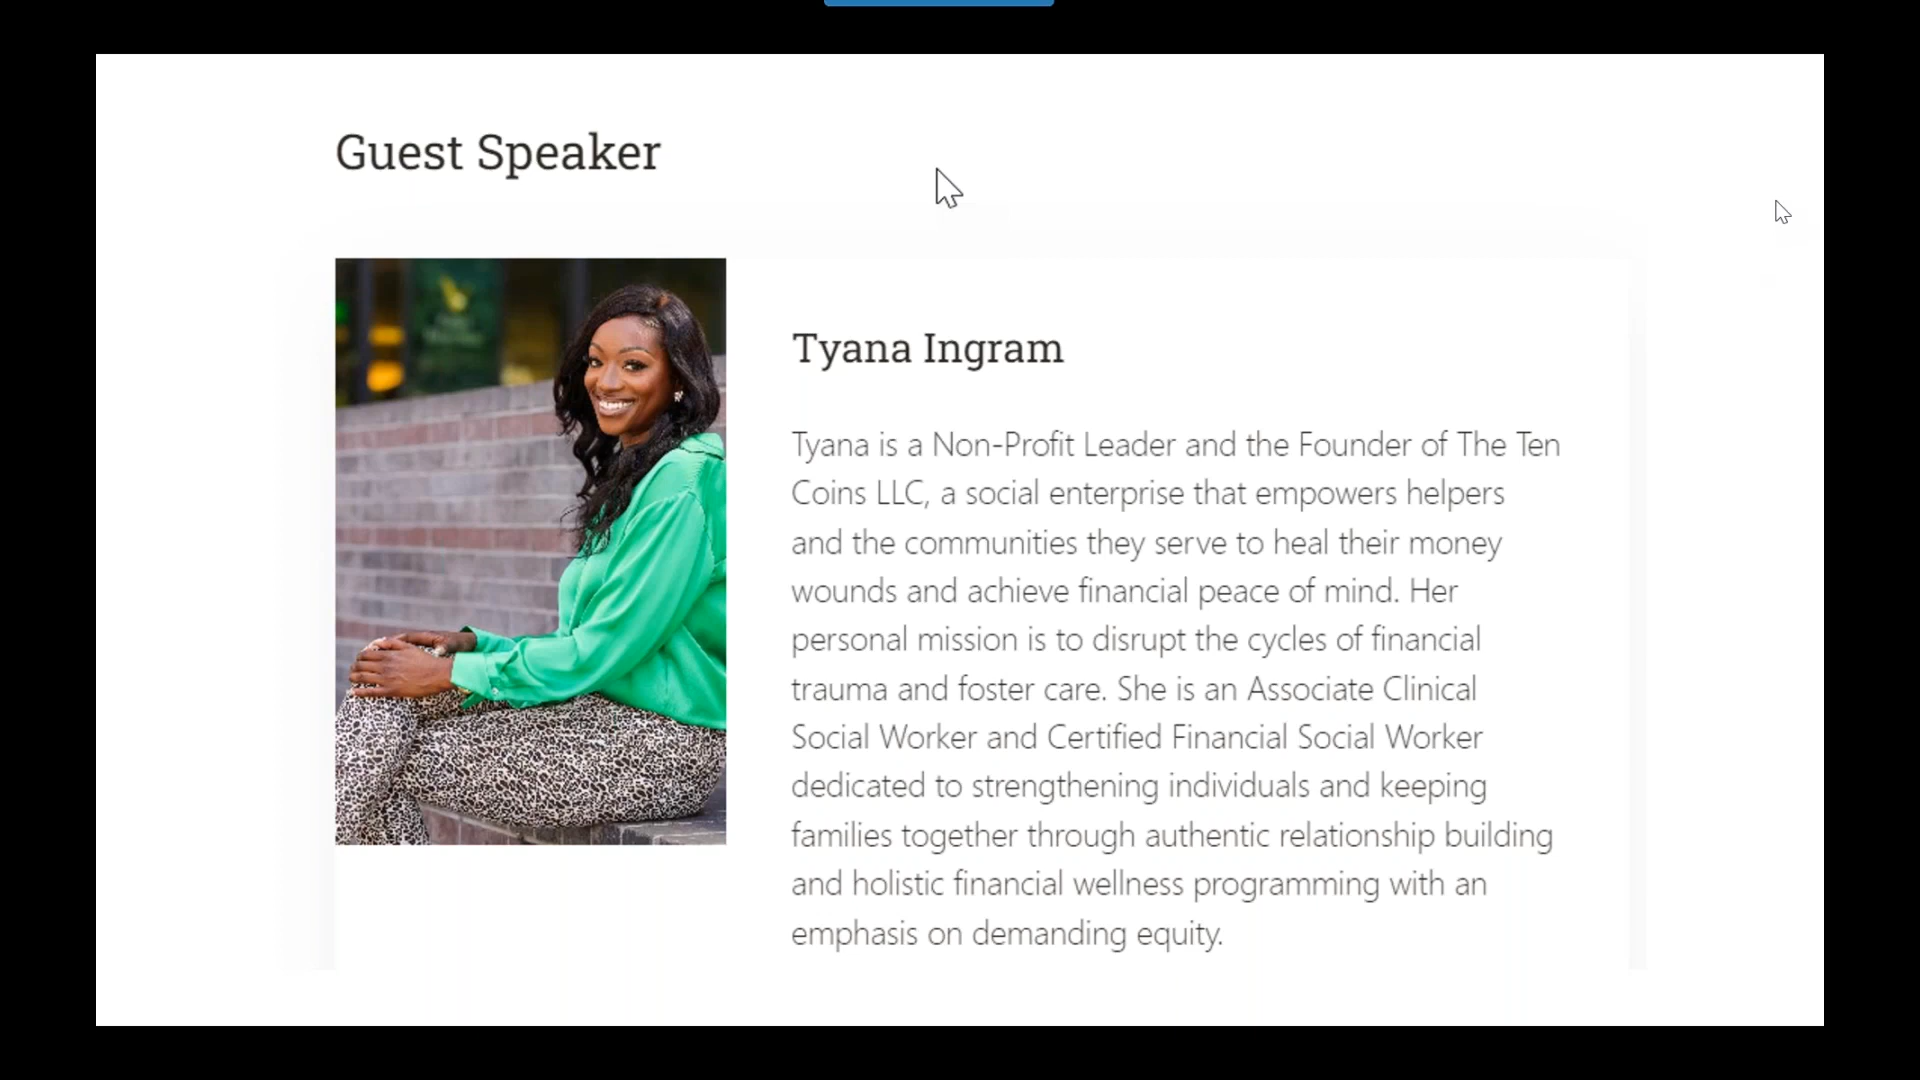 Guest Speaker
Tyana Ingram
Tyana is a Non-Profit Leader and the Founder of The Ten
Coins LLC, a social enterprise that empowers helpers
and the communities they serve to heal their money
wounds and achieve financial peace of mind. Her
personal mission is to disrupt the cycles of financial
trauma and foster care. She is an Associate Clinical
Social Worker and Certified Financial Social Worker
dedicated to strengthening individuals and keeping
families together through authentic relationship building
and holistic financial wellness programming with an
emphasis on demanding equity.